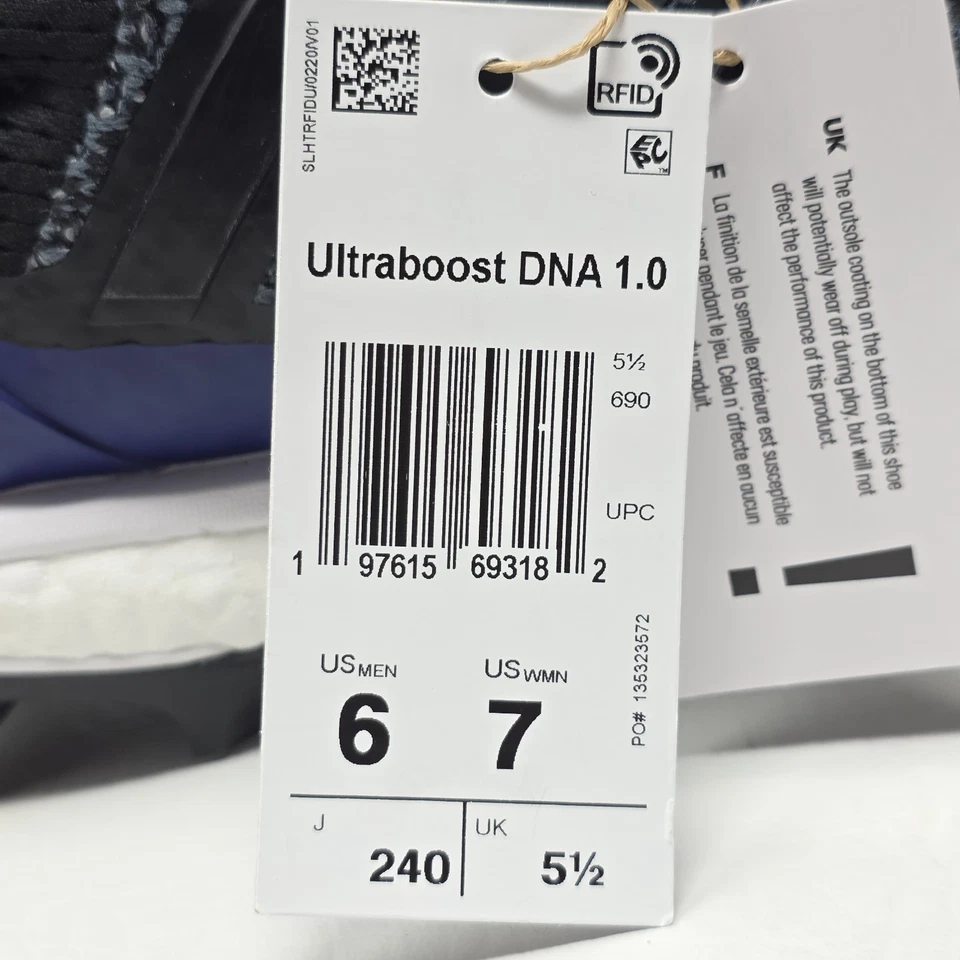 SLHTRFIDU/0220/V01
RFID
EPC
TM
Ultraboost DNA 1.0
5½
690
UPC
1 97615 69318 2
US MEN
6
US WMN
7
PO# 135323572
J
240
UK
5½
UK
The outsole coating on the bottom of this shoe
will potentially wear off during play, but will not
affect the performance of this product.
F
La finition de la semelle extérieure est susceptible
pendant le jeu. Cela n'affecte en aucun
produit.
!